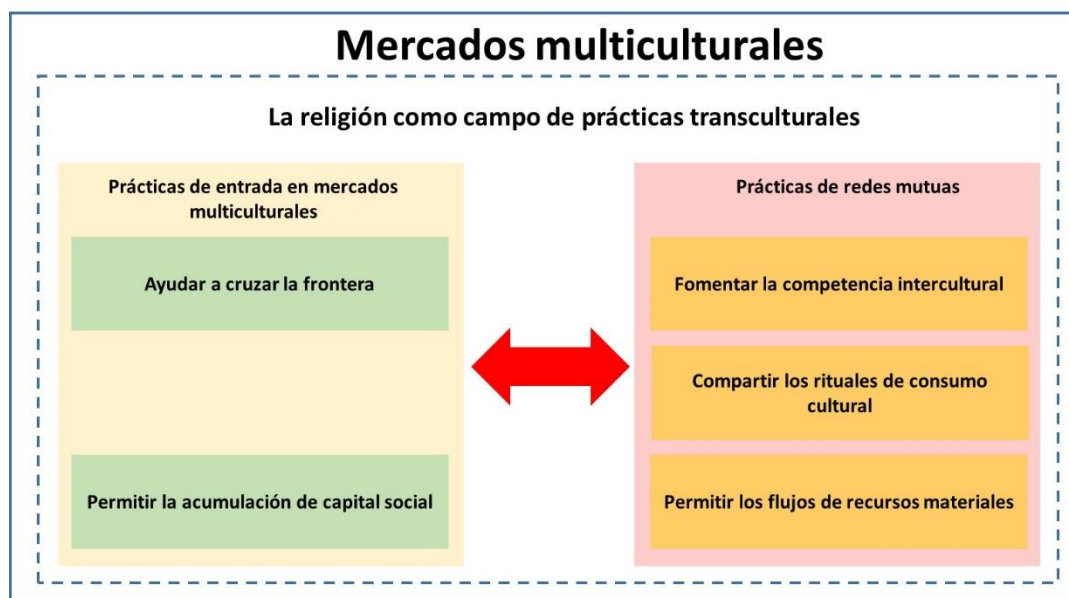 Mercados multiculturales
La religión como campo de prácticas transculturales
Prácticas de entrada en mercados
multiculturales
Ayudar a cruzar la frontera
Permitir la acumulación de capital social
Prácticas de redes mutuas
Fomentar la competencia intercultural
Compartir los rituales de consumo
cultural
Permitir los flujos de recursos materiales